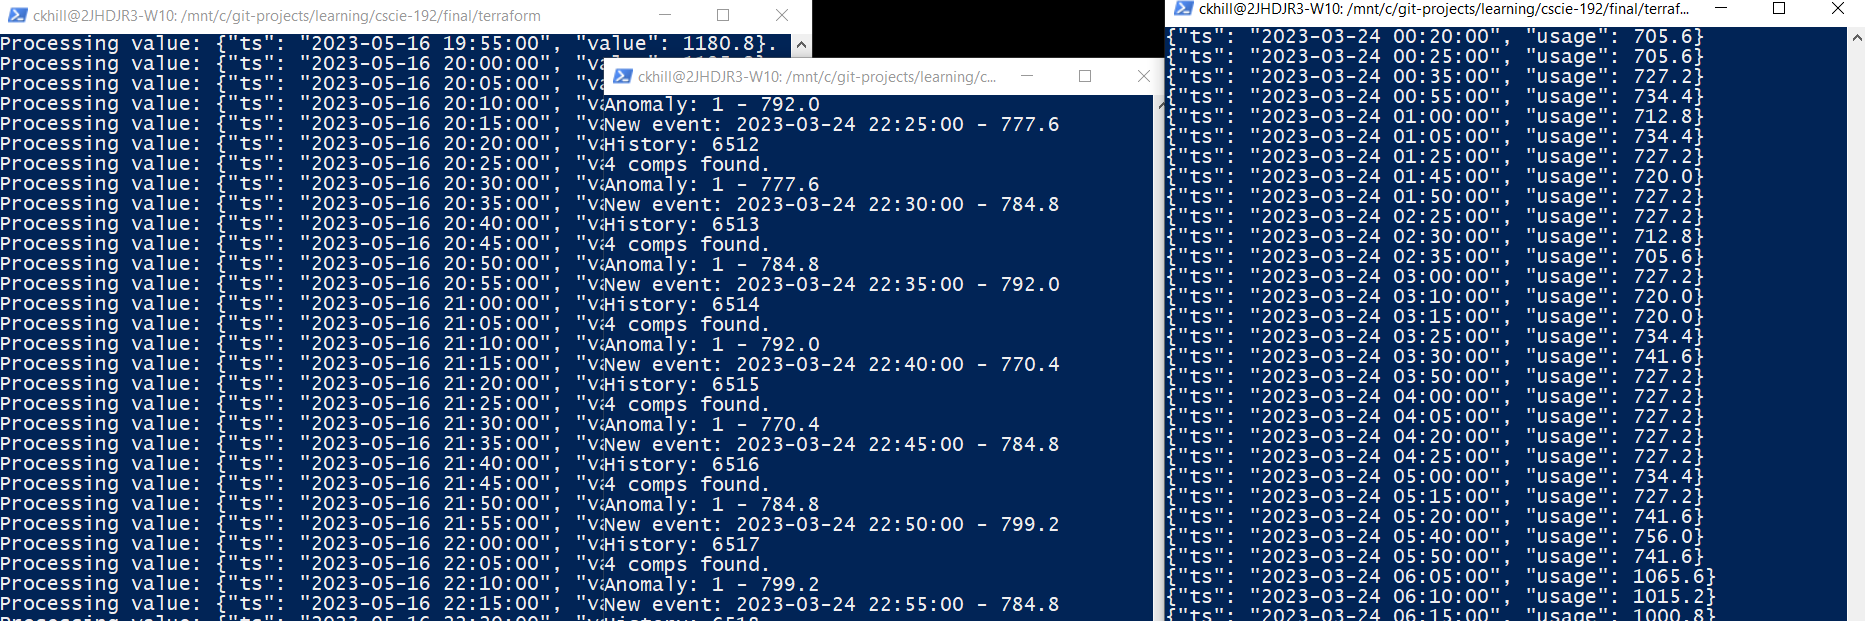 ckhill@2JHDJR3-W10: /mnt/c/git-projects/learning/cscie-192/final/terraform
Processing value: {"ts": "2023-05-16 19:55:00", "value": 1180.8}.
Processing value: {"ts": "2023-05-16 20:00:00", "va
Processing value: {"ts": "2023-05-16 20:05:00", "va
Processing value: {"ts": "2023-05-16 20:10:00", "va
Processing value: {"ts": "2023-05-16 20:15:00", "va
Processing value: {"ts": "2023-05-16 20:20:00", "va
Processing value: {"ts": "2023-05-16 20:25:00", "va
Processing value: {"ts": "2023-05-16 20:30:00", "va
Processing value: {"ts": "2023-05-16 20:35:00", "va
Processing value: {"ts": "2023-05-16 20:40:00", "va
Processing value: {"ts": "2023-05-16 20:45:00", "va
Processing value: {"ts": "2023-05-16 20:50:00", "va
Processing value: {"ts": "2023-05-16 20:55:00", "va
Processing value: {"ts": "2023-05-16 21:00:00", "va
Processing value: {"ts": "2023-05-16 21:05:00", "va
Processing value: {"ts": "2023-05-16 21:10:00", "va
Processing value: {"ts": "2023-05-16 21:15:00", "va
Processing value: {"ts": "2023-05-16 21:20:00", "va
Processing value: {"ts": "2023-05-16 21:25:00", "va
Processing value: {"ts": "2023-05-16 21:30:00", "va
Processing value: {"ts": "2023-05-16 21:35:00", "va
Processing value: {"ts": "2023-05-16 21:40:00", "va
Processing value: {"ts": "2023-05-16 21:45:00", "va
Processing value: {"ts": "2023-05-16 21:50:00", "va
Processing value: {"ts": "2023-05-16 21:55:00", "va
Processing value: {"ts": "2023-05-16 22:00:00", "va
Processing value: {"ts": "2023-05-16 22:05:00", "va
Processing value: {"ts": "2023-05-16 22:10:00", "va
Processing value: {"ts": "2023-05-16 22:15:00", "va
ckhill@2JHDJR3-W10: /mnt/c/git-projects/learning/c...
Anomaly: 1 - 792.0
New event: 2023-03-24 22:25:00 - 777.6
History: 6512
4 comps found.
Anomaly: 1 - 777.6
New event: 2023-03-24 22:30:00 - 784.8
History: 6513
4 comps found.
Anomaly: 1 - 784.8
New event: 2023-03-24 22:35:00 - 792.0
History: 6514
4 comps found.
Anomaly: 1 - 792.0
New event: 2023-03-24 22:40:00 - 770.4
History: 6515
4 comps found.
Anomaly: 1 - 770.4
New event: 2023-03-24 22:45:00 - 784.8
History: 6516
4 comps found.
Anomaly: 1 - 784.8
New event: 2023-03-24 22:50:00 - 799.2
History: 6517
4 comps found.
Anomaly: 1 - 799.2
New event: 2023-03-24 22:55:00 - 784.8
ckhill@2JHDJR3-W10: /mnt/c/git-projects/learning/cscie-192/final/terraf...
{"ts": "2023-03-24 00:20:00", "usage": 705.6}
{"ts": "2023-03-24 00:25:00", "usage": 705.6}
{"ts": "2023-03-24 00:35:00", "usage": 727.2}
{"ts": "2023-03-24 00:55:00", "usage": 734.4}
{"ts": "2023-03-24 01:00:00", "usage": 712.8}
{"ts": "2023-03-24 01:05:00", "usage": 734.4}
{"ts": "2023-03-24 01:25:00", "usage": 727.2}
{"ts": "2023-03-24 01:45:00", "usage": 720.0}
{"ts": "2023-03-24 01:50:00", "usage": 727.2}
{"ts": "2023-03-24 02:25:00", "usage": 727.2}
{"ts": "2023-03-24 02:30:00", "usage": 712.8}
{"ts": "2023-03-24 02:35:00", "usage": 705.6}
{"ts": "2023-03-24 03:00:00", "usage": 727.2}
{"ts": "2023-03-24 03:10:00", "usage": 720.0}
{"ts": "2023-03-24 03:15:00", "usage": 720.0}
{"ts": "2023-03-24 03:25:00", "usage": 734.4}
{"ts": "2023-03-24 03:30:00", "usage": 741.6}
{"ts": "2023-03-24 03:50:00", "usage": 727.2}
{"ts": "2023-03-24 04:00:00", "usage": 727.2}
{"ts": "2023-03-24 04:05:00", "usage": 727.2}
{"ts": "2023-03-24 04:20:00", "usage": 727.2}
{"ts": "2023-03-24 04:25:00", "usage": 727.2}
{"ts": "2023-03-24 05:00:00", "usage": 734.4}
{"ts": "2023-03-24 05:15:00", "usage": 727.2}
{"ts": "2023-03-24 05:20:00", "usage": 741.6}
{"ts": "2023-03-24 05:40:00", "usage": 756.0}
{"ts": "2023-03-24 05:50:00", "usage": 741.6}
{"ts": "2023-03-24 06:05:00", "usage": 1065.6}
{"ts": "2023-03-24 06:10:00", "usage": 1015.2}
{"ts": "2023-03-24 06:15:00", "usage": 1000.8}